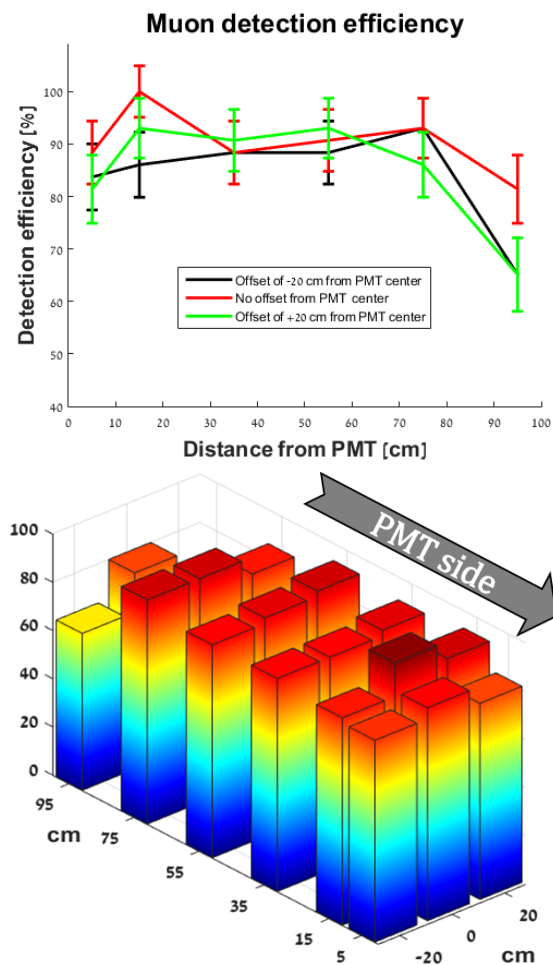 Muon detection efficiency
Detection efficiency [%]
100
90
80
70
60
50
40
Offset of -20 cm from PMT center
No offset from PMT center
Offset of +20 cm from PMT center
0 10 20 30 40 50 60 70 80 90 100
Distance from PMT [cm]
PMT side
100
80
60
40
20
0
95
75
55
35
15
5
cm
-20
0
20
cm